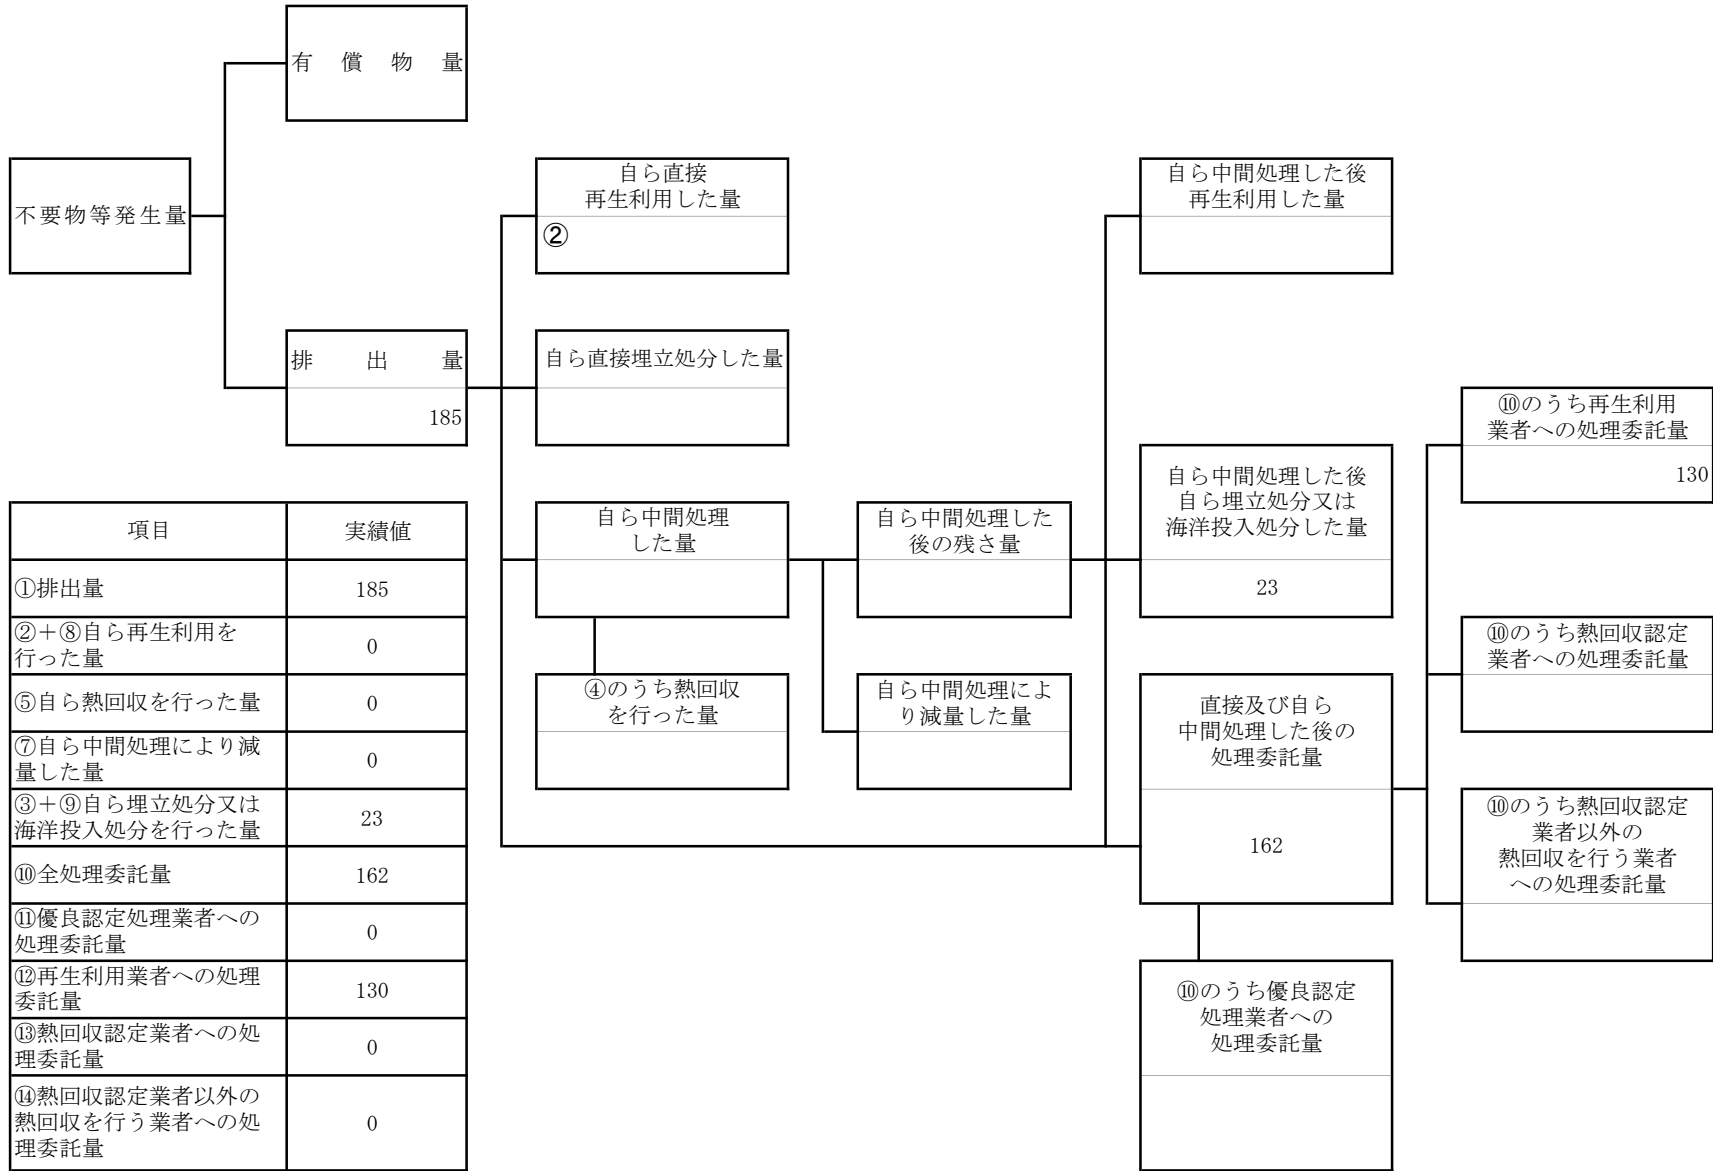 有償物量
不要物等発生量
自ら直接
再生利用した量
②
自ら中間処理した後
再生利用した量
排出量
185
自ら直接埋立処分した量
⑩のうち再生利用
業者への処理委託量
130
自ら中間処理
した量
自ら中間処理した
後の残さ量
自ら中間処理した後
自ら埋立処分又は
海洋投入処分した量
23
⑩のうち熱回収認定
業者への処理委託量
④のうち熱回収
を行った量
自ら中間処理によ
り減量した量
直接及び自ら
中間処理した後の
処理委託量
162
⑩のうち熱回収認定
業者以外の
熱回収を行う業者
への処理委託量
⑩のうち優良認定
処理業者への
処理委託量
項目 実績値
①排出量 185
②+⑧自ら再生利用を
行った量 0
⑤自ら熱回収を行った量 0
⑦自ら中間処理により減
量した量 0
③+⑨自ら埋立処分又は
海洋投入処分を行った量 23
⑩全処理委託量 162
⑪優良認定処理業者への
処理委託量 0
⑫再生利用業者への処理
委託量 130
⑬熱回収認定業者への処
理委託量 0
⑭熱回収認定業者以外の
熱回収を行う業者への処 0
理委託量